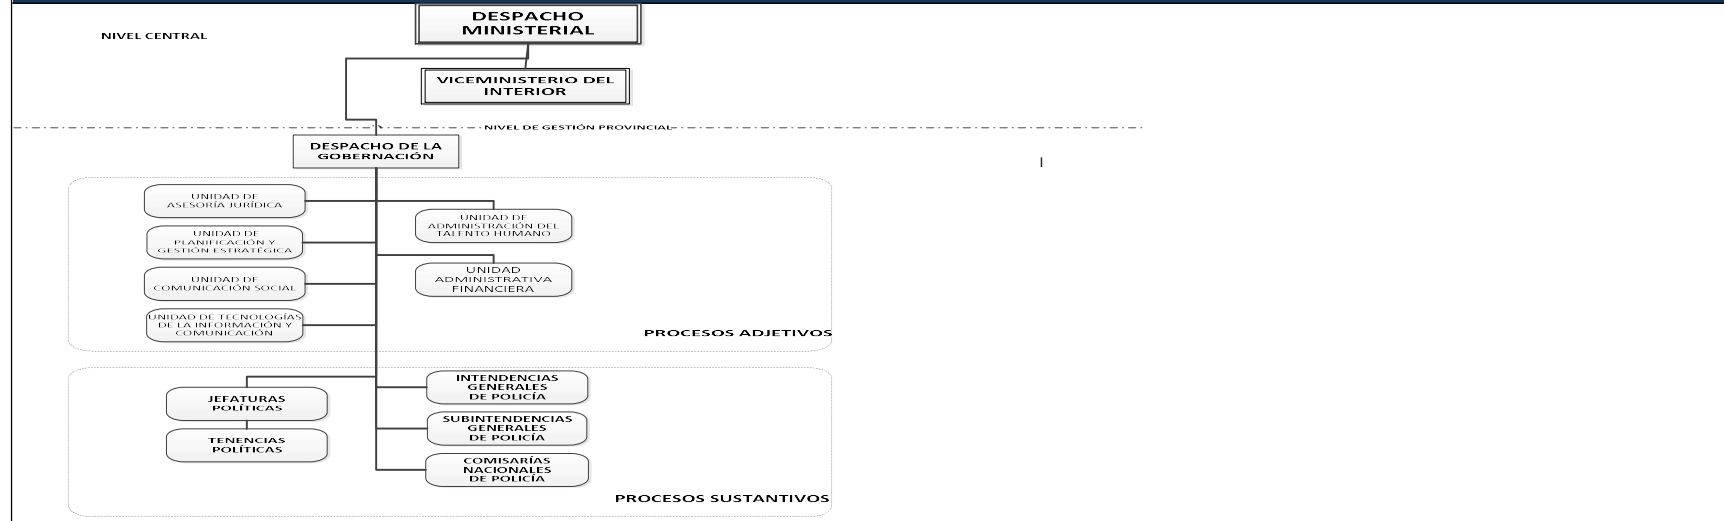 DESPACHO
MINISTERIAL
NIVEL CENTRAL
VICEMINISTERIO DEL
INTERIOR
NIVEL DE GESTIÓN PROVINCIAL
DESPACHO DE LA
GOBERNACIÓN
UNIDAD DE
ASESORÍA JURÍDICA
UNIDAD DE
ADMINISTRACIÓN DEL
TALENTO HUMANO
UNIDAD DE
PLANIFICACIÓN Y
GESTIÓN ESTRATÉGICA
UNIDAD
ADMINISTRATIVA
FINANCIERA
UNIDAD DE
COMUNICACIÓN SOCIAL
UNIDAD DE TECNOLOGÍAS
DE LA INFORMACIÓN Y
COMUNICACIÓN
PROCESOS ADJETIVOS
INTENDENCIAS
GENERALES
DE POLICÍA
JEFATURAS
POLÍTICAS
SUBINTENDENCIAS
GENERALES
DE POLICÍA
TENENCIAS
POLÍTICAS
COMISARÍAS
NACIONALES
DE POLICÍA
PROCESOS SUSTANTIVOS